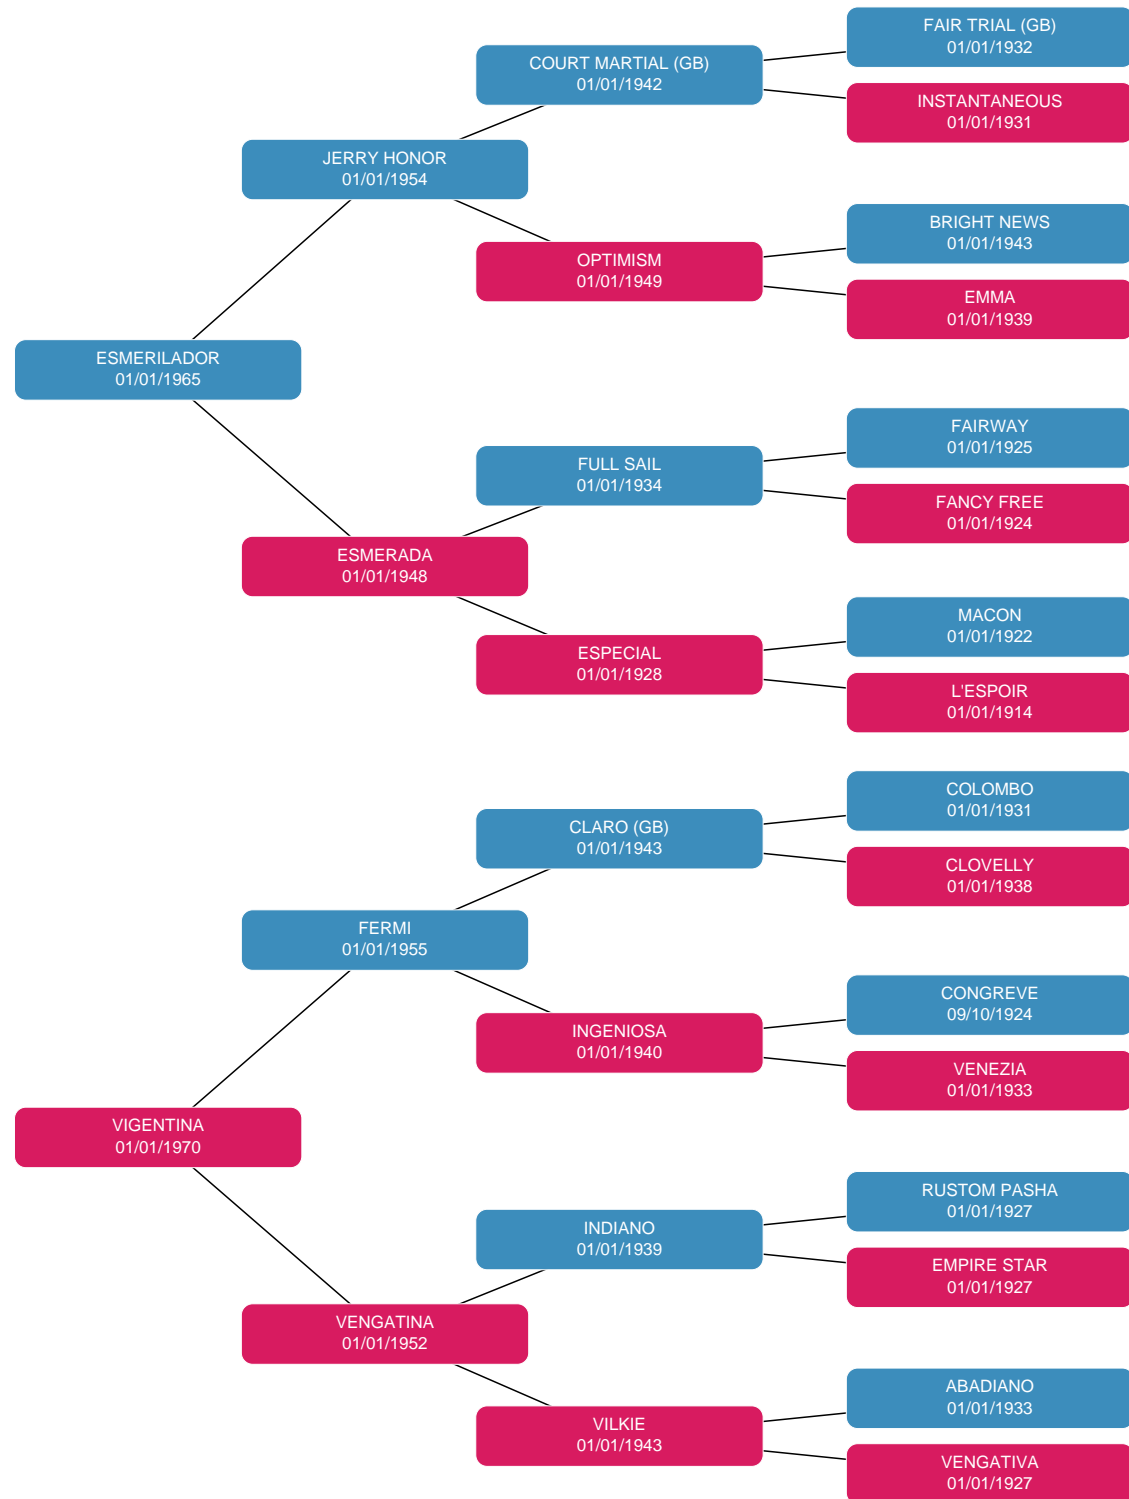 FAIR TRIAL (GB)
01/01/1932
COURT MARTIAL (GB)
01/01/1942
INSTANTANEOUS
01/01/1931
JERRY HONOR
01/01/1954
BRIGHT NEWS
01/01/1943
OPTIMISM
01/01/1949
EMMA
01/01/1939
ESMERILADOR
01/01/1965
FAIRWAY
01/01/1925
FULL SAIL
01/01/1934
FANCY FREE
01/01/1924
ESMERADA
01/01/1948
MACON
01/01/1922
ESPECIAL
01/01/1928
L'ESPOIR
01/01/1914
COLOMBO
01/01/1931
CLARO (GB)
01/01/1943
CLOVELLY
01/01/1938
FERMI
01/01/1955
CONGREVE
09/10/1924
INGENIOSA
01/01/1940
VENEZIA
01/01/1933
VIGENTINA
01/01/1970
RUSTOM PASHA
01/01/1927
INDIANO
01/01/1939
EMPIRE STAR
01/01/1927
VENGATINA
01/01/1952
ABADIANO
01/01/1933
VILKIE
01/01/1943
VENGATIVA
01/01/1927